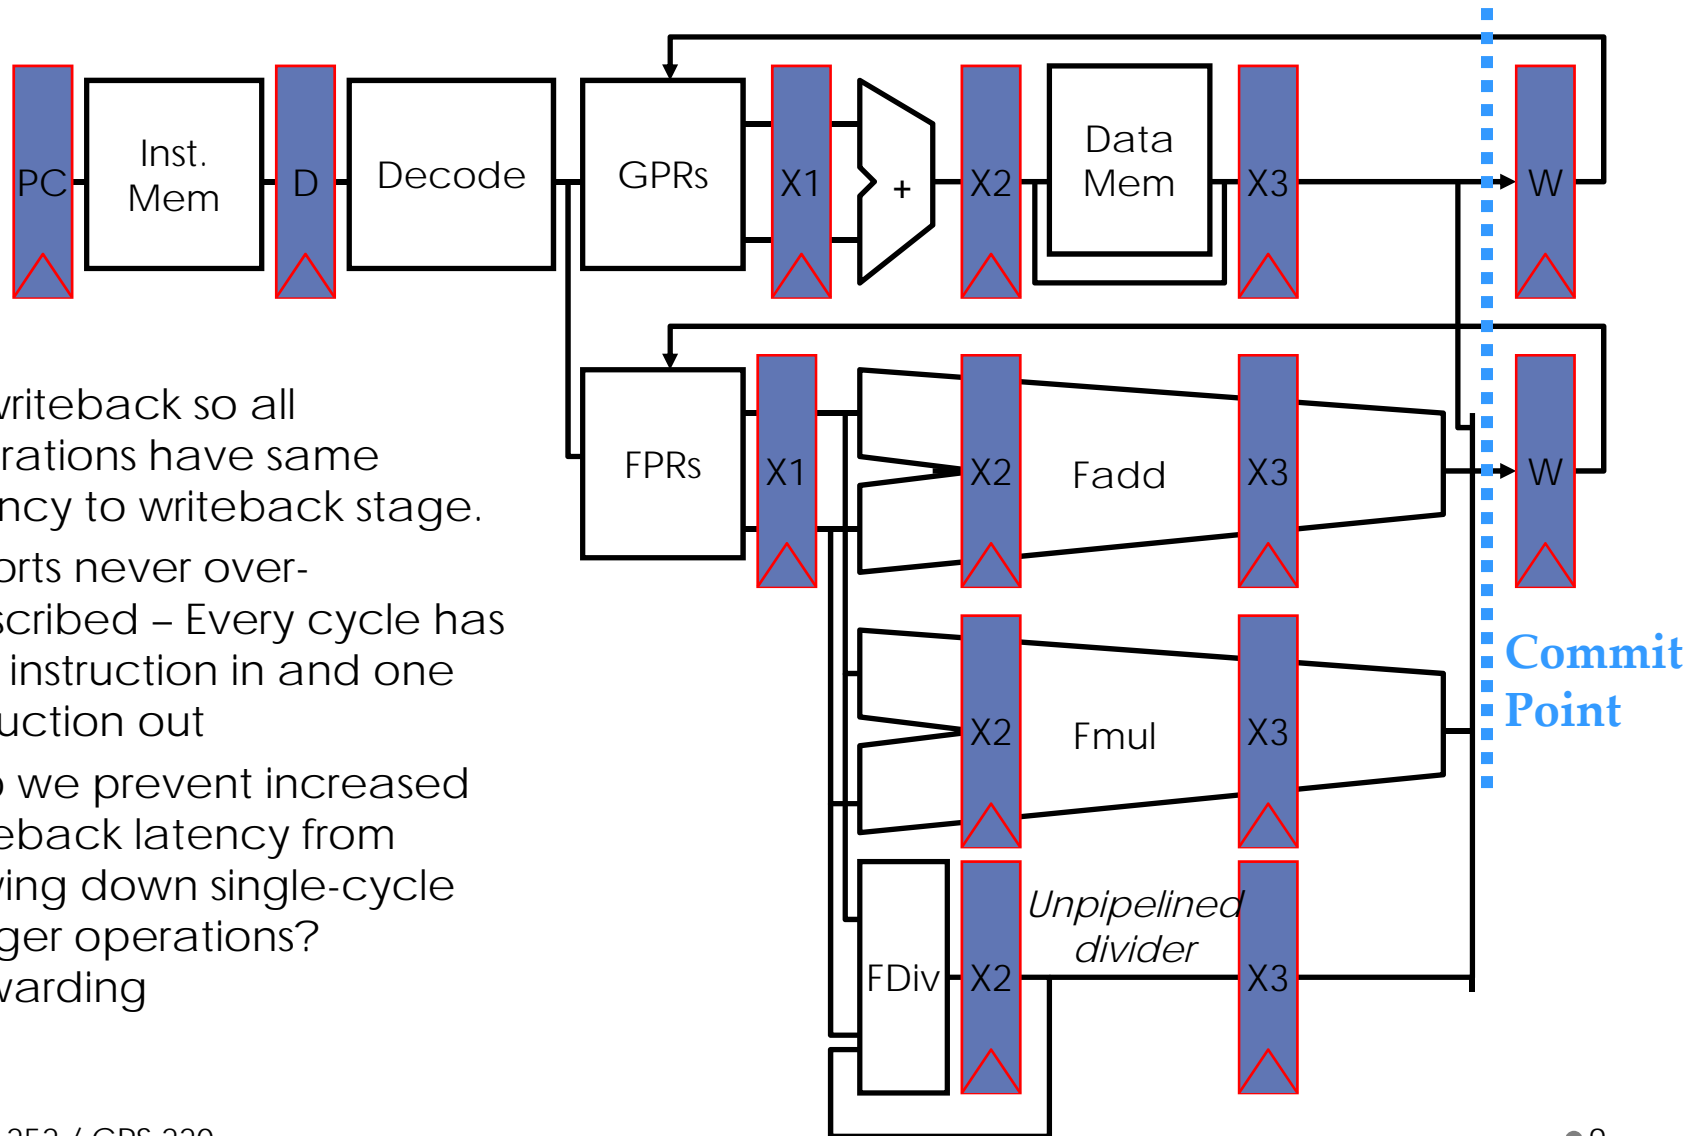 PC
Inst.
Mem
D
Decode
GPRs
X1
+
X2
Data
Mem
X3
W
writeback so all
rations have same
ncy to writeback stage.
orts never over-
scribed – Every cycle has
instruction in and one
uction out
we prevent increased
eback latency from
ving down single-cycle
ger operations?
warding
FPRs
X1
X2
Fadd
X3
W
X2
Fmul
X3
Commit
Point
FDiv
X2
Unpipelined
divider
X3